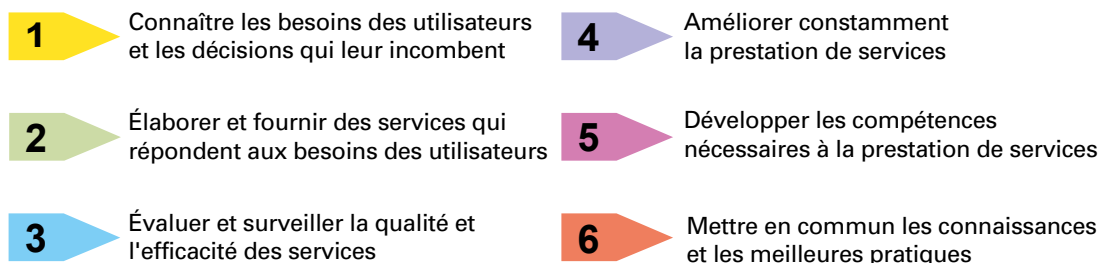 1
Connaître les besoins des utilisateurs
et les décisions qui leur incombent
2
Élaborer et fournir des services qui
répondent aux besoins des utilisateurs
3
Évaluer et surveiller la qualité et
l'efficacité des services
4
Améliorer constamment
la prestation de services
5
Développer les compétences
nécessaires à la prestation de services
6
Mettre en commun les connaissances
et les meilleures pratiques